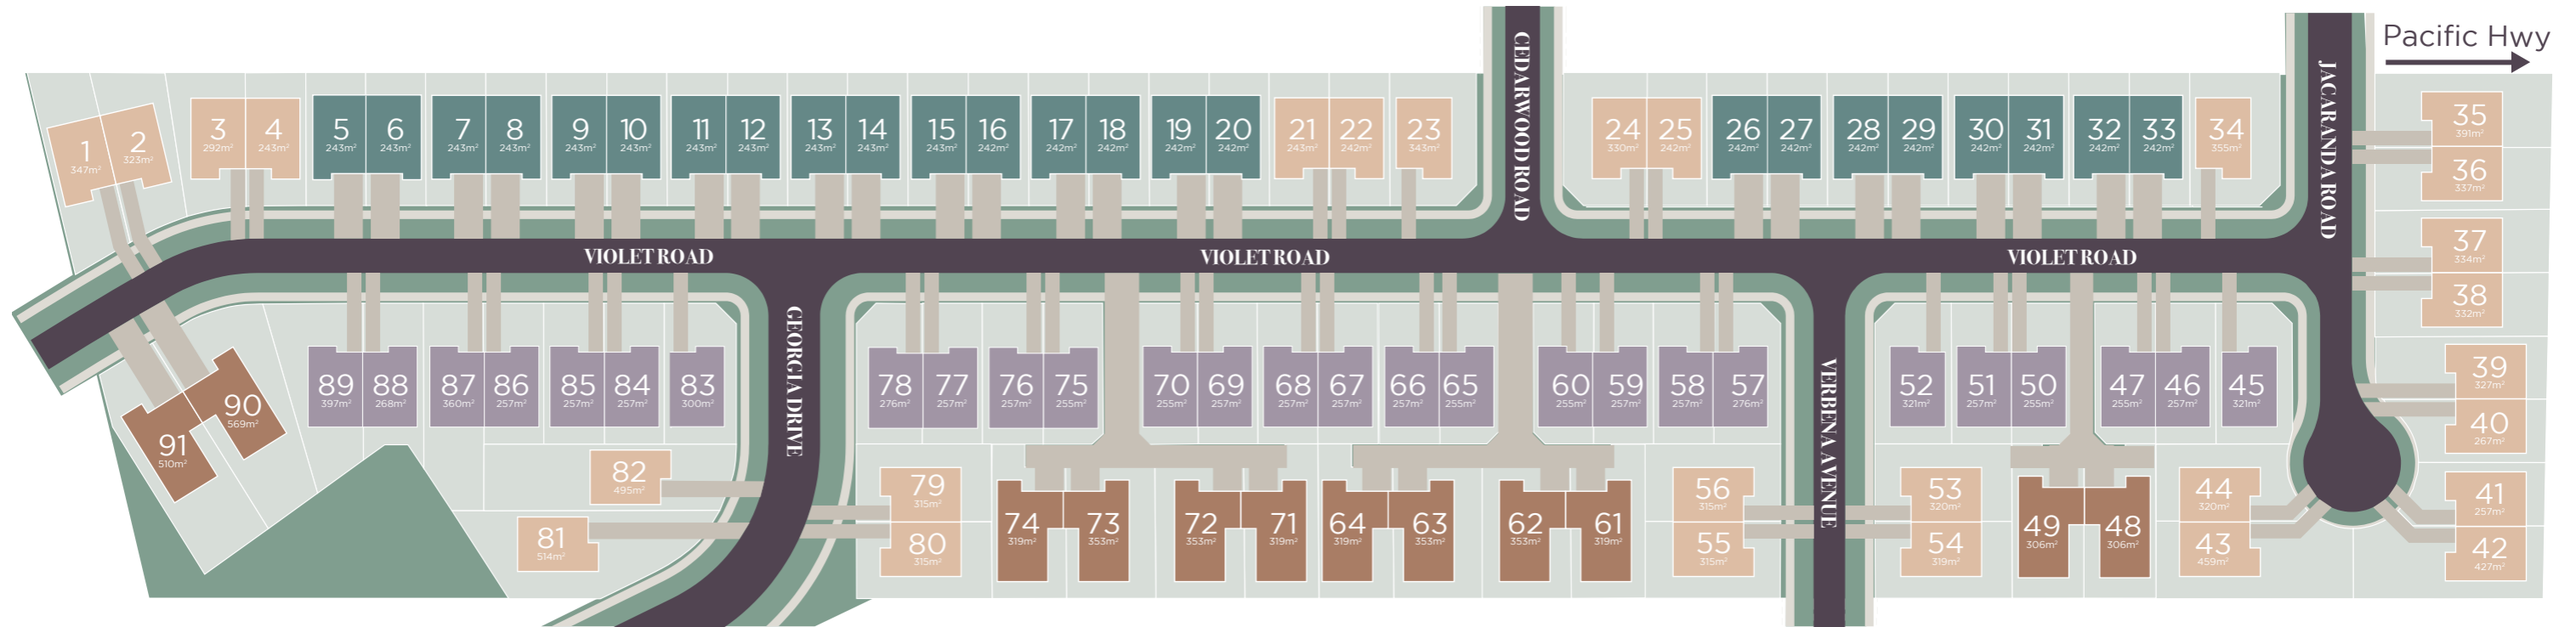 Pacific Hwy
CEDARWOOD ROAD
JACARANDA ROAD
1
347m²
2
323m²
3
292m²
4
243m²
5
243m²
6
243m²
7
243m²
8
243m²
9
243m²
10
243m²
11
243m²
12
243m²
13
243m²
14
243m²
15
243m²
16
242m²
17
242m²
18
242m²
19
242m²
20
242m²
21
243m²
22
242m²
23
343m²
24
330m²
25
242m²
26
242m²
27
242m²
28
242m²
29
242m²
30
242m²
31
242m²
32
242m²
33
242m²
34
355m²
35
391m²
36
337m²
37
334m²
38
332m²
VIOLET ROAD
VIOLET ROAD
VIOLET ROAD
GEORGIA DRIVE
VERBENA AVENUE
91
510m²
90
569m²
89
397m²
88
268m²
87
360m²
86
257m²
85
257m²
84
257m²
83
300m²
78
276m²
77
257m²
76
257m²
75
255m²
70
255m²
69
257m²
68
257m²
67
257m²
66
257m²
65
255m²
60
255m²
59
257m²
58
257m²
57
276m²
52
321m²
51
257m²
50
255m²
47
255m²
46
257m²
45
321m²
39
327m²
40
267m²
82
495m²
81
514m²
79
315m²
80
315m²
74
319m²
73
353m²
72
353m²
71
319m²
64
319m²
63
353m²
62
353m²
61
319m²
56
315m²
55
315m²
53
320m²
54
319m²
49
306m²
48
306m²
44
320m²
43
459m²
41
257m²
42
427m²